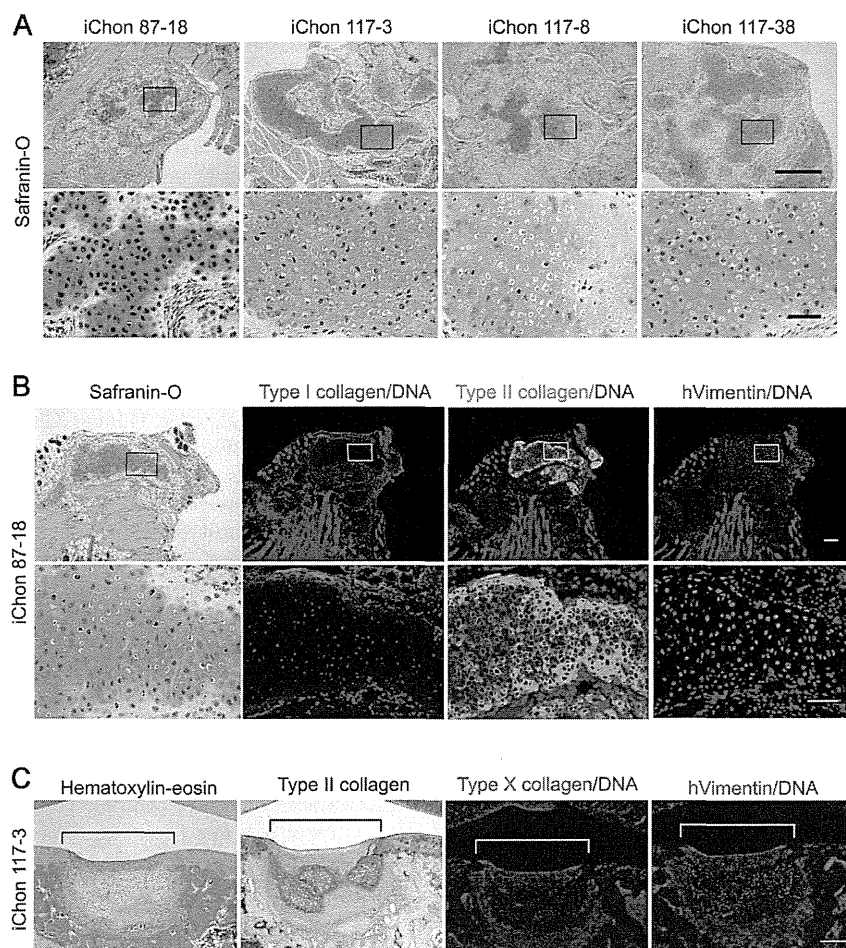 A
iChon 87-18 iChon 117-3 iChon 117-8 iChon 117-38
Safranin-O
B
Safranin-O Type I collagen/DNA Type II collagen/DNA hVimentin/DNA
iChon 87-18
C
Hematoxylin-eosin Type II collagen Type X collagen/DNA hVimentin/DNA
iChon 117-3